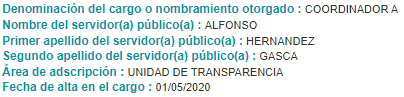 Denominación del cargo o nombramiento otorgado : COORDINADOR A
Nombre del servidor(a) público(a) : ALFONSO
Primer apellido del servidor(a) público(a) : HERNANDEZ
Segundo apellido del servidor(a) público(a) : GASCA
Área de adscripción : UNIDAD DE TRANSPARENCIA
Fecha de alta en el cargo : 01/05/2020